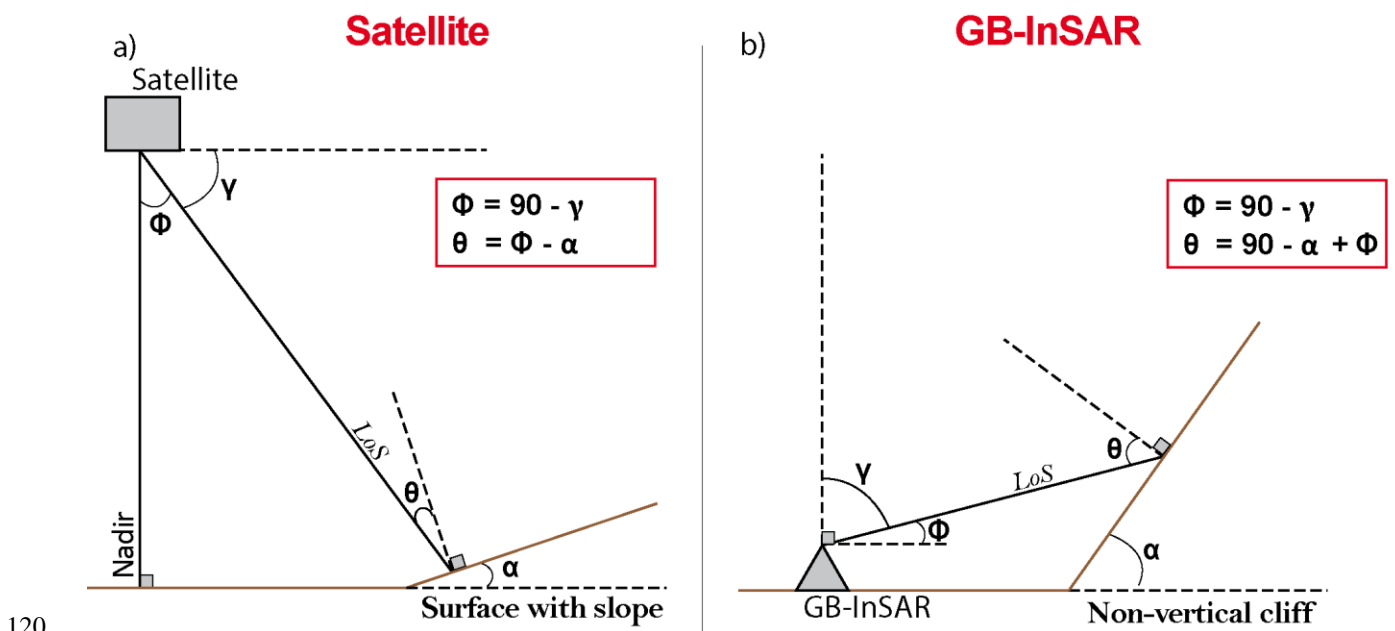 Satellite
a)
Satellite
γ
Φ
Φ = 90 - γ
θ = Φ - α
LoS
θ
Nadir
α
Surface with slope
120
GB-InSAR
b)
Φ = 90 - γ
θ = 90 - α + Φ
θ
γ
LoS
Φ
α
GB-InSAR
Non-vertical cliff